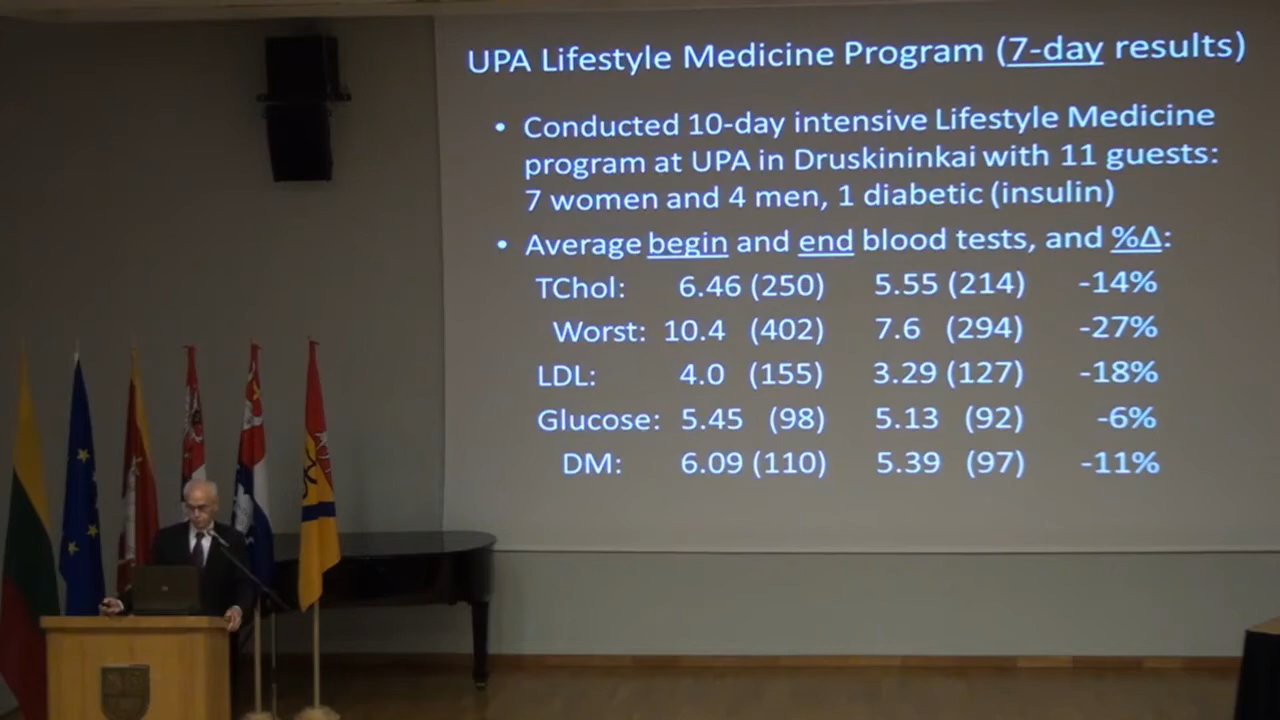 UPA Lifestyle Medicine Program (7-day results)
• Conducted 10-day intensive Lifestyle Medicine
program at UPA in Druskininkai with 11 guests:
7 women and 4 men, 1 diabetic (insulin)
• Average begin and end blood tests, and %Δ:
TChol: 6.46 (250) 5.55 (214) -14%
Worst: 10.4 (402) 7.6 (294) -27%
LDL: 4.0 (155) 3.29 (127) -18%
Glucose: 5.45 (98) 5.13 (92) -6%
DM: 6.09 (110) 5.39 (97) -11%